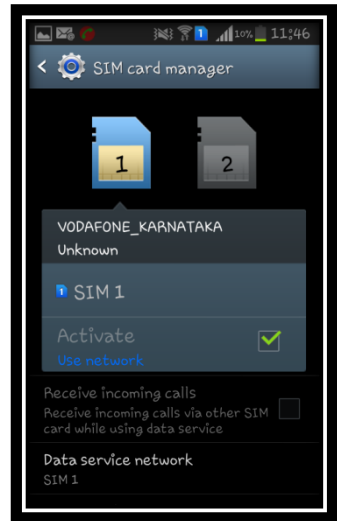 10% 11:46
SIM card manager
1 2
VODAFONE_KARNATAKA
Unknown
1 SIM 1
Activate
Use network
Receive incoming calls
Receive incoming calls via other SIM
card while using data service
Data service network
SIM 1